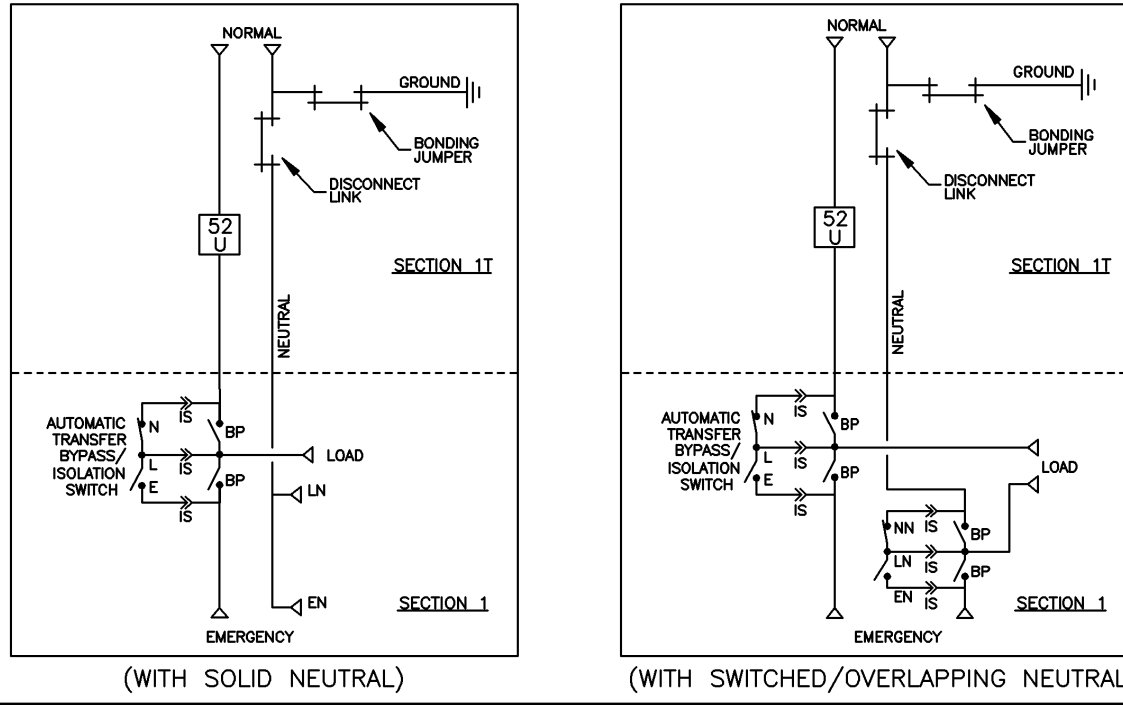 NORMAL
GROUND
BONDING
JUMPER
DISCONNECT
LINK
52
U
SECTION 1T
NEUTRAL
AUTOMATIC
TRANSFER
BYPASS/
ISOLATION
SWITCH
N
IS
BP
L
IS
LOAD
E
IS
BP
LN
EN
SECTION 1
EMERGENCY
(WITH SOLID NEUTRAL)
NORMAL
GROUND
BONDING
JUMPER
DISCONNECT
LINK
52
U
SECTION 1T
NEUTRAL
AUTOMATIC
TRANSFER
BYPASS/
ISOLATION
SWITCH
N
IS
BP
L
IS
E
IS
BP
LOAD
NN
IS
BP
LN
IS
BP
EN
IS
SECTION 1
EMERGENCY
(WITH SWITCHED/OVERLAPPING NEUTRAL